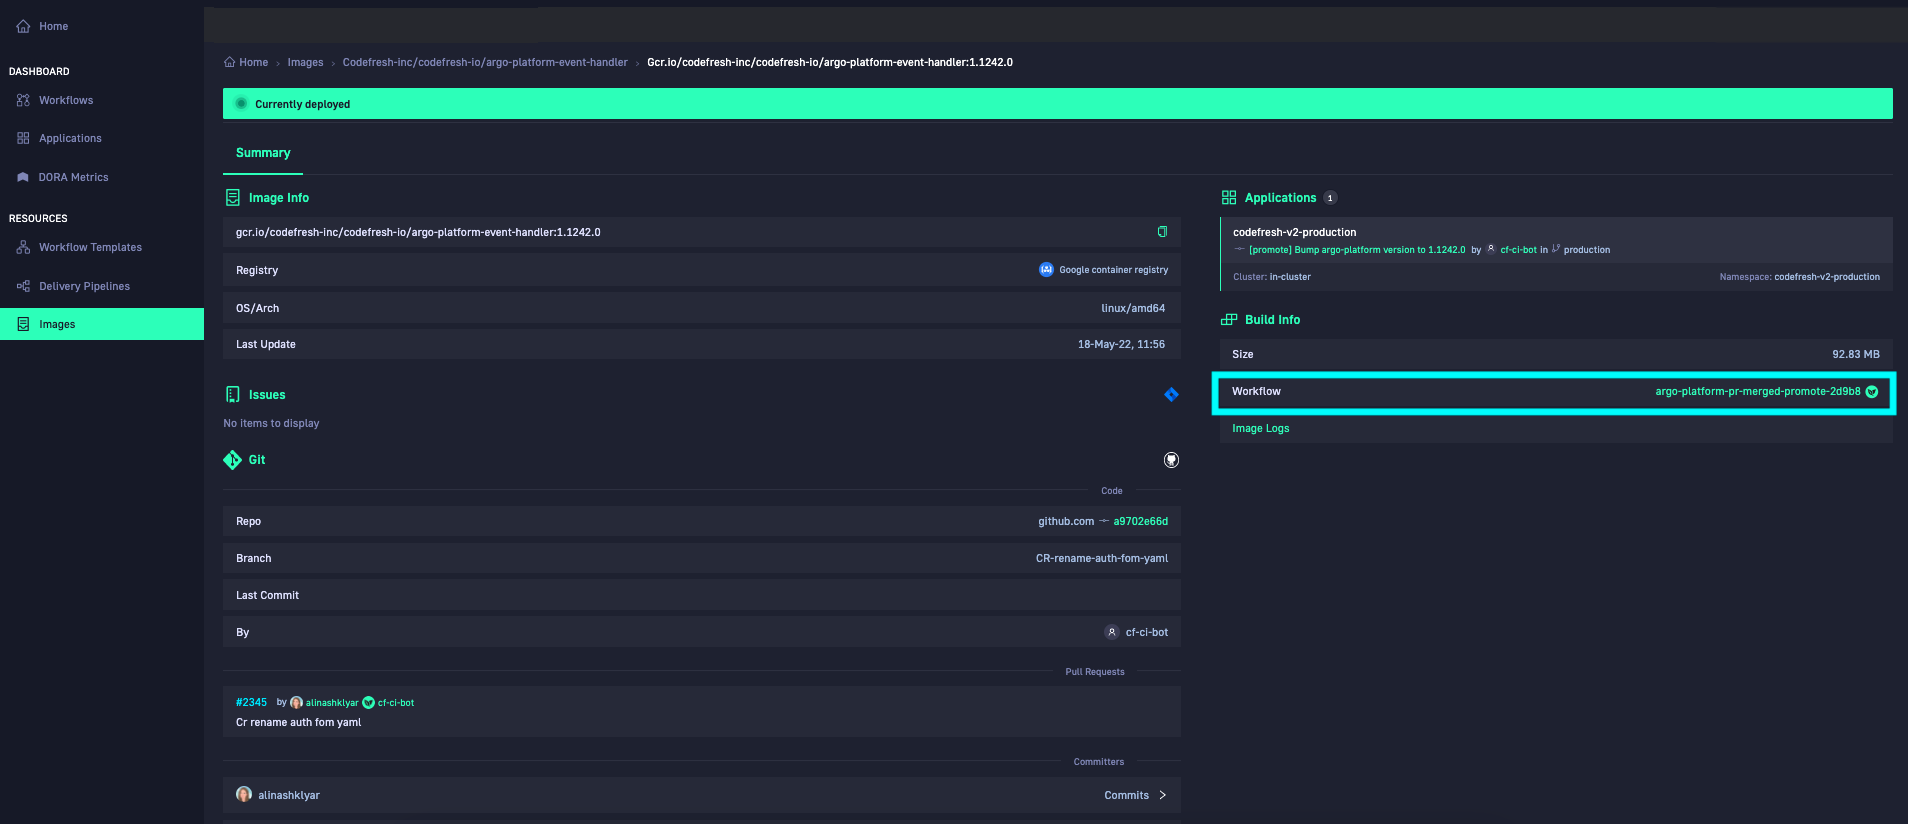 Home
DASHBOARD
Workflows
Applications
DORA Metrics
RESOURCES
Workflow Templates
Delivery Pipelines
Images
Home › Images › Codefresh-inc/codefresh-io/argo-platform-event-handler › Gcr.io/codefresh-inc/codefresh-io/argo-platform-event-handler:1.1242.0
Currently deployed
Summary
Image Info
gcr.io/codefresh-inc/codefresh-io/argo-platform-event-handler:1.1242.0
Registry Google container registry
OS/Arch linux/amd64
Last Update 18-May-22, 11:56
Issues
No items to display
Git
Code
Repo github.com a9702e66d
Branch CR-rename-auth-fom-yaml
Last Commit
By cf-ci-bot
Pull Requests
#2345 by alinashklyar cf-ci-bot
Cr rename auth fom yaml
Committers
alinashklyar Commits
Applications 1
codefresh-v2-production
[promote] Bump argo-platform version to 1.1242.0 by cf-ci-bot in production
Cluster: in-cluster Namespace: codefresh-v2-production
Build Info
Size 92.83 MB
Workflow argo-platform-pr-merged-promote-2d9b8
Image Logs